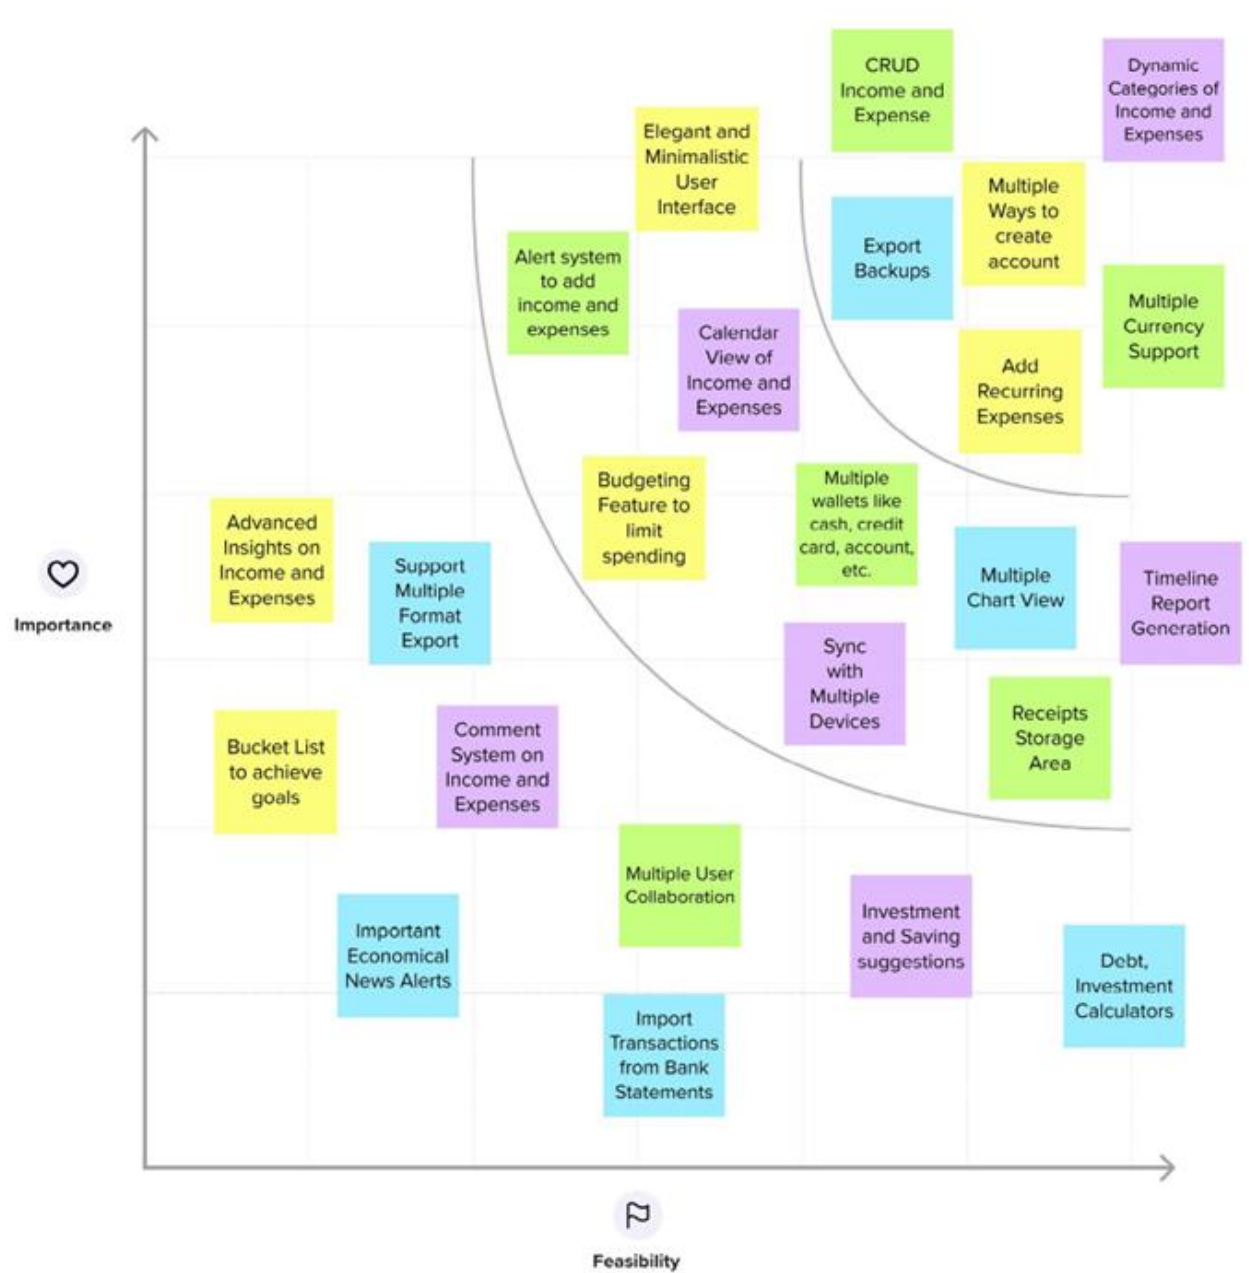 CRUD
Income and
Expense
Dynamic
Categories of
Income and
Expenses
Elegant and
Minimalistic
User
Interface
Multiple
Ways to
create
account
Export
Backups
Alert system
to add
income and
expenses
Multiple
Currency
Support
Calendar
View of
Income and
Expenses
Add
Recurring
Expenses
Budgeting
Feature to
limit
spending
Multiple
wallets like
cash, credit
card, account,
etc.
Advanced
Insights on
Income and
Expenses
Support
Multiple
Format
Export
Multiple
Chart View
Timeline
Report
Generation
Importance
Sync
with
Multiple
Devices
Receipts
Storage
Area
Bucket List
to achieve
goals
Comment
System on
Income and
Expenses
Multiple User
Collaboration
Investment
and Saving
suggestions
Important
Economical
News Alerts
Debt,
Investment
Calculators
Import
Transactions
from Bank
Statements
Feasibility